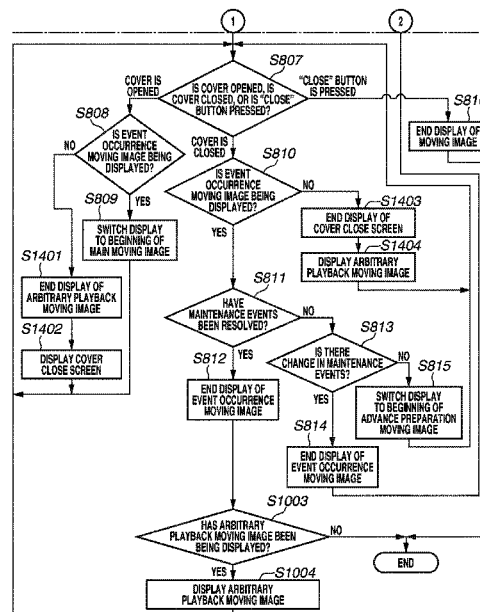 1
2
S807
COVER IS
OPENED
IS COVER OPENED, IS
COVER CLOSED, OR IS "CLOSE"
BUTTON PRESSED?
"CLOSE" BUTTON
IS PRESSED
S808
NO
IS EVENT
OCCURRENCE
MOVING IMAGE BEING
DISPLAYED?
YES
COVER IS
CLOSED
S810
IS EVENT
OCCURRENCE
MOVING IMAGE BEING
DISPLAYED?
NO
YES
END DISPLAY OF
MOVING IMAGE
S809
SWITCH DISPLAY
TO BEGINNING OF
MAIN MOVING IMAGE
S1403
END DISPLAY OF
COVER CLOSE SCREEN
S1404
DISPLAY ARBITRARY
PLAYBACK MOVING IMAGE
S1401
END DISPLAY OF
ARBITRARY PLAYBACK
MOVING IMAGE
S1402
DISPLAY COVER
CLOSE SCREEN
S811
HAVE
MAINTENANCE EVENTS
BEEN RESOLVED?
NO
YES
S812
END DISPLAY OF
EVENT OCCURRENCE
MOVING IMAGE
S813
IS THERE
CHANGE IN MAINTENANCE
EVENTS?
NO
YES
S815
SWITCH DISPLAY
TO BEGINNING OF
ADVANCE PREPARATION
MOVING IMAGE
S814
END DISPLAY OF
EVENT OCCURRENCE
MOVING IMAGE
S1003
HAS ARBITRARY
PLAYBACK MOVING IMAGE BEEN
BEING DISPLAYED?
NO
YES
END
S1004
DISPLAY ARBITRARY
PLAYBACK MOVING IMAGE